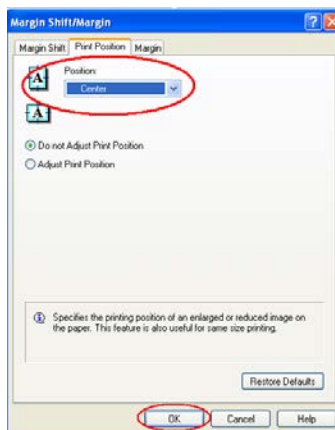 Margin Shift/Margin
Margin Shift Print Position Margin
Position:
Center
Do not Adjust Print Position
Adjust Print Position
Specifies the printing position of an enlarged or reduced image on
the paper. This feature is also useful for same size printing.
Restore Defaults
OK Cancel Help